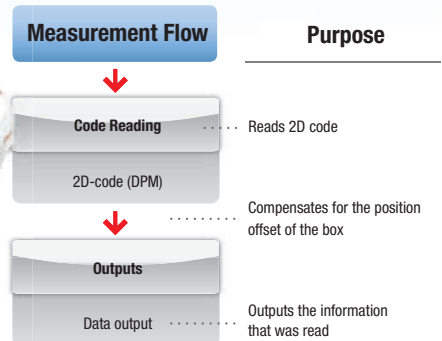 Measurement Flow
Purpose
Code Reading
Reads 2D code
2D-code (DPM)
Compensates for the position
offset of the box
Outputs
Data output
Outputs the information
that was read